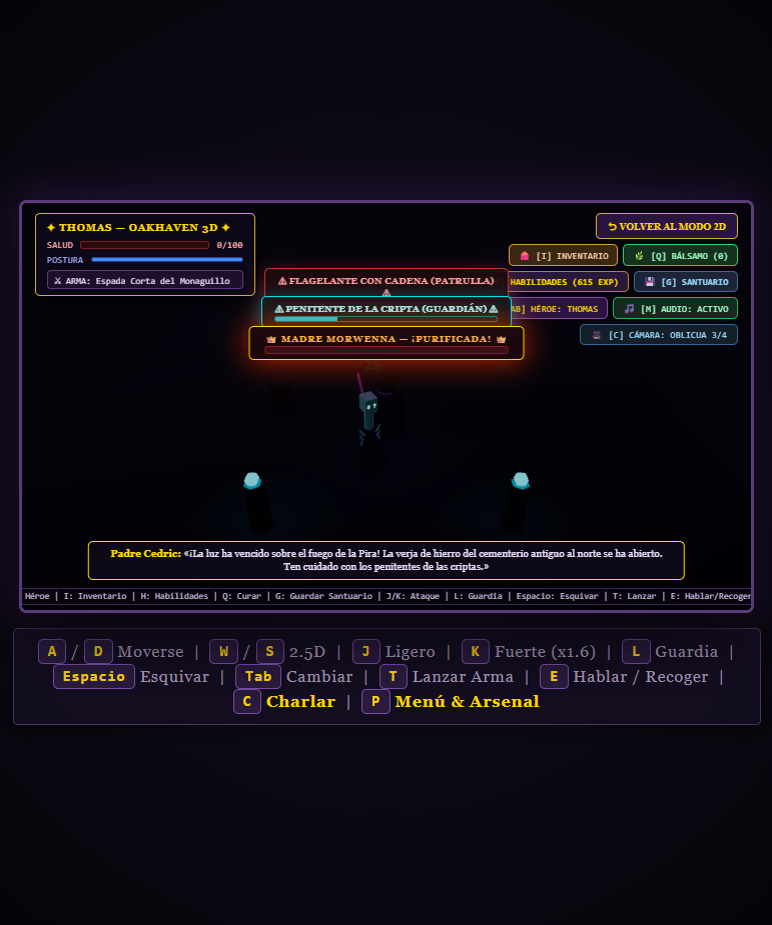 ✦ THOMAS — OAKHAVEN 3D ✦
SALUD 0/100
POSTURA
⚔ ARMA: Espada Corta del Monaguillo
⮌ VOLVER AL MODO 2D
🎒 [I] INVENTARIO
🌿 [Q] BÁLSAMO (0)
HABILIDADES (615 EXP)
💾 [G] SANTUARIO
AB] HÉROE: THOMAS
🎵 [M] AUDIO: ACTIVO
🎥 [C] CÁMARA: OBLICUA 3/4
⚠ FLAGELANTE CON CADENA (PATRULLA)
⚠
⚠ PENITENTE DE LA CRIPTA (GUARDIÁN) ⚠
👑 MADRE MORWENNA — ¡PURIFICADA! 👑
Padre Cedric: «¡La luz ha vencido sobre el fuego de la Pira! La verja de hierro del cementerio antiguo al norte se ha abierto.
Ten cuidado con los penitentes de las criptas.»
Héroe | I: Inventario | H: Habilidades | Q: Curar | G: Guardar Santuario | J/K: Ataque | L: Guardia | Espacio: Esquivar | T: Lanzar | E: Hablar/Recoger
A / D Moverse | W / S 2.5D | J Ligero | K Fuerte (x1.6) | L Guardia |
Espacio Esquivar | Tab Cambiar | T Lanzar Arma | E Hablar / Recoger |
C Charlar | P Menú & Arsenal